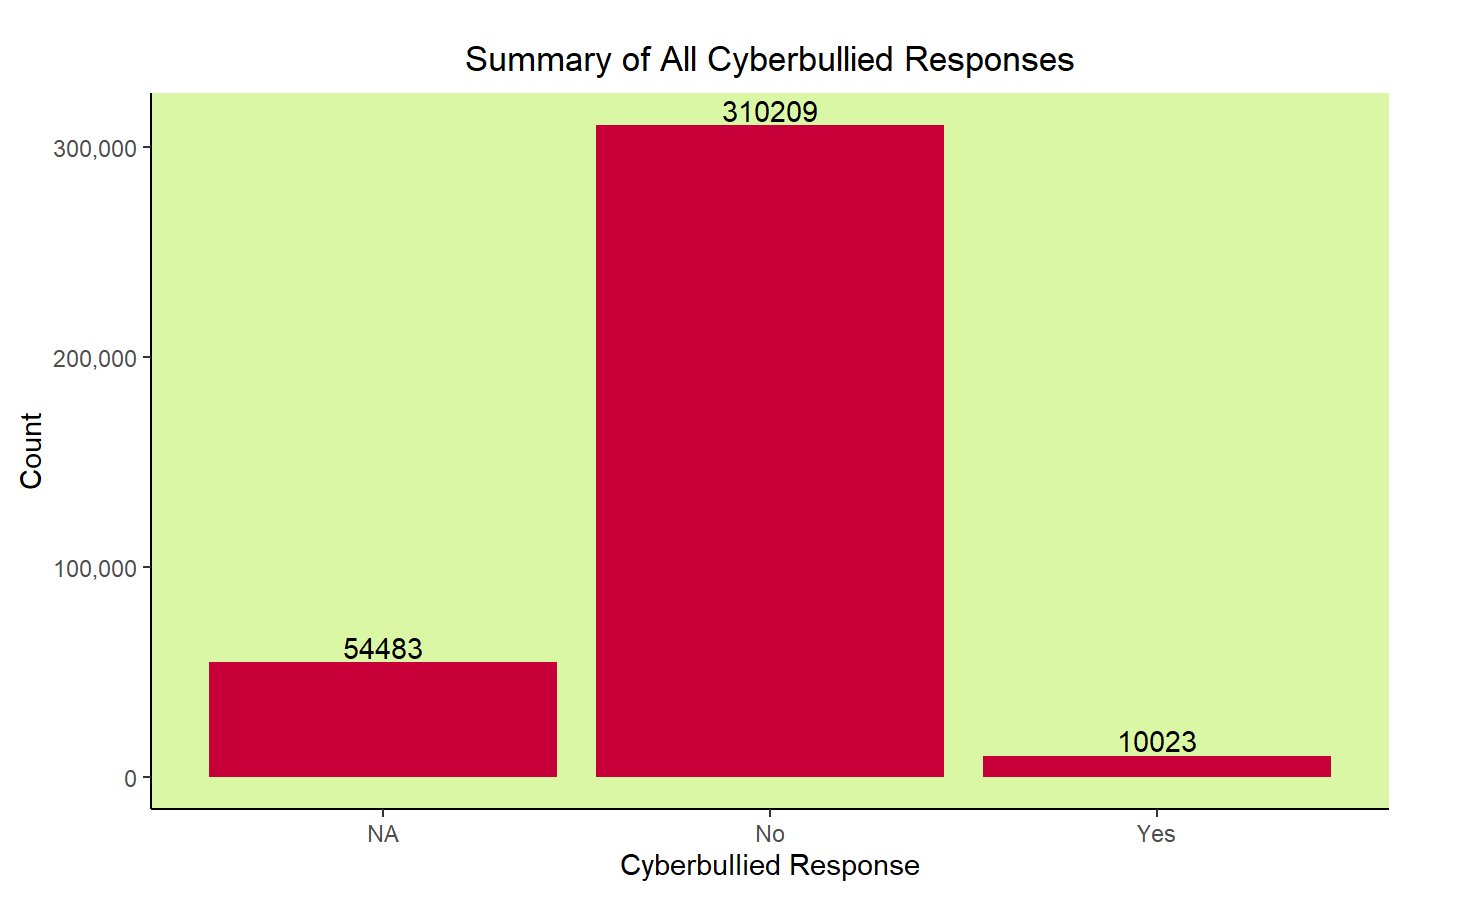 Summary of All Cyberbullied Responses
310209
300,000
200,000
Count
100,000
54483
10023
0
NA No Yes
Cyberbullied Response